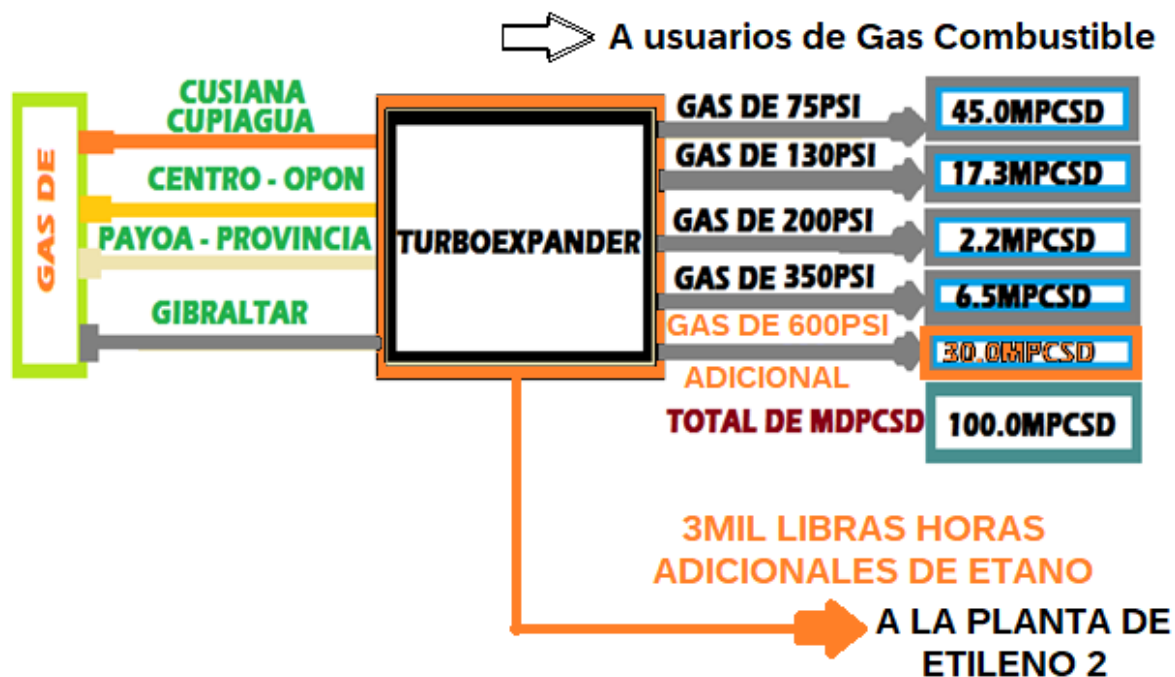 A usuarios de Gas Combustible
GAS DE
CUSIANA
CUPIAGUA
CENTRO - OPON
PAYOA - PROVINCIA
GIBRALTAR
TURBOEXPANDER
GAS DE 75PSI
45.0MPCSD
GAS DE 130PSI
17.3MPCSD
GAS DE 200PSI
2.2MPCSD
GAS DE 350PSI
6.5MPCSD
GAS DE 600PSI
ADICIONAL
30.0MPCSD
TOTAL DE MDPCSD
100.0MPCSD
3MIL LIBRAS HORAS
ADICIONALES DE ETANO
A LA PLANTA DE
ETILENO 2